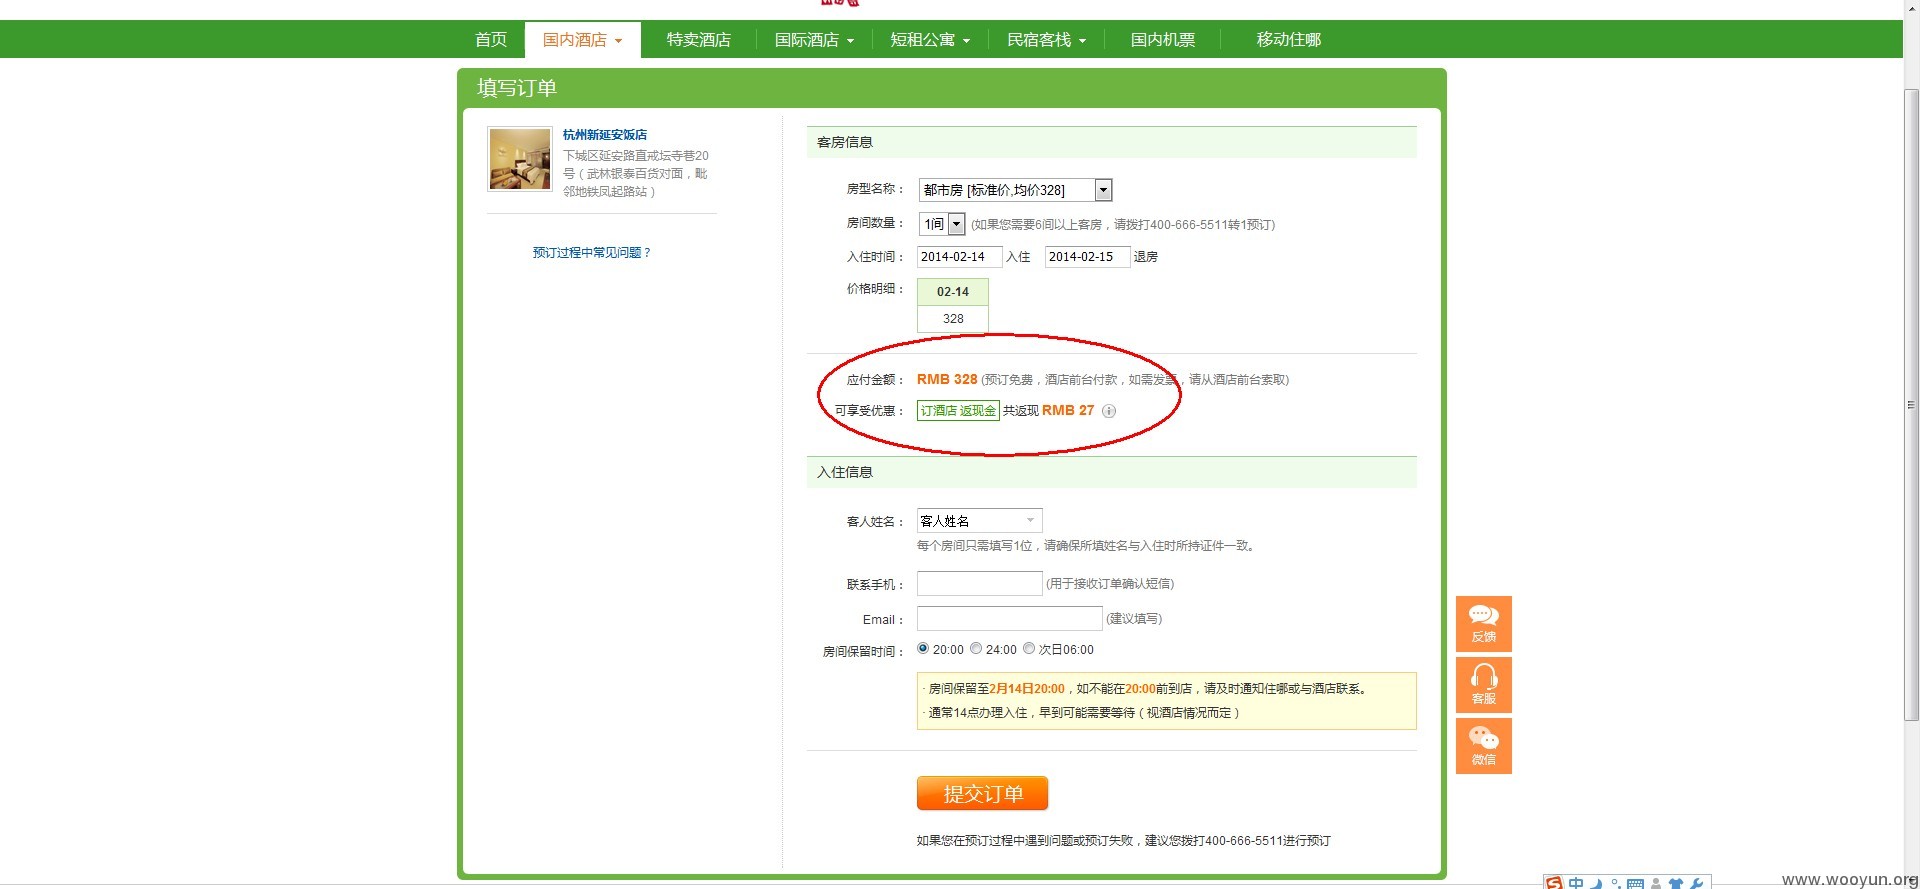 首页 国内酒店 特卖酒店 国际酒店 短租公寓 民宿客栈 国内机票 移动住哪
填写订单
杭州新延安饭店
下城区延安路直戒坛寺巷20
号（武林银泰百货对面，毗
邻地铁凤起路站）
预订过程中常见问题？
客房信息
房型名称： 都市房 [标准价,均价328]
房间数量： 1间 (如果您需要6间以上客房，请拨打400-666-5511转1预订)
入住时间： 2014-02-14 入住 2014-02-15 退房
价格明细： 02-14
328
应付金额： RMB 328 (预订免费，酒店前台付款，如需发票，请从酒店前台索取)
可享受优惠： 订酒店 返现金 共返现 RMB 27
入住信息
客人姓名： 客人姓名
每个房间只需填写1位，请确保所填姓名与入住时所持证件一致。
联系手机： (用于接收订单确认短信)
Email： (建议填写)
房间保留时间： 20:00 24:00 次日06:00
· 房间保留至2月14日20:00，如不能在20:00前到店，请及时通知住哪或与酒店联系。
· 通常14点办理入住，早到可能需要等待（视酒店情况而定）
提交订单
如果您在预订过程中遇到问题或预订失败，建议您拨打400-666-5511进行预订
反馈
客服
微信
中
www.wooyun.org